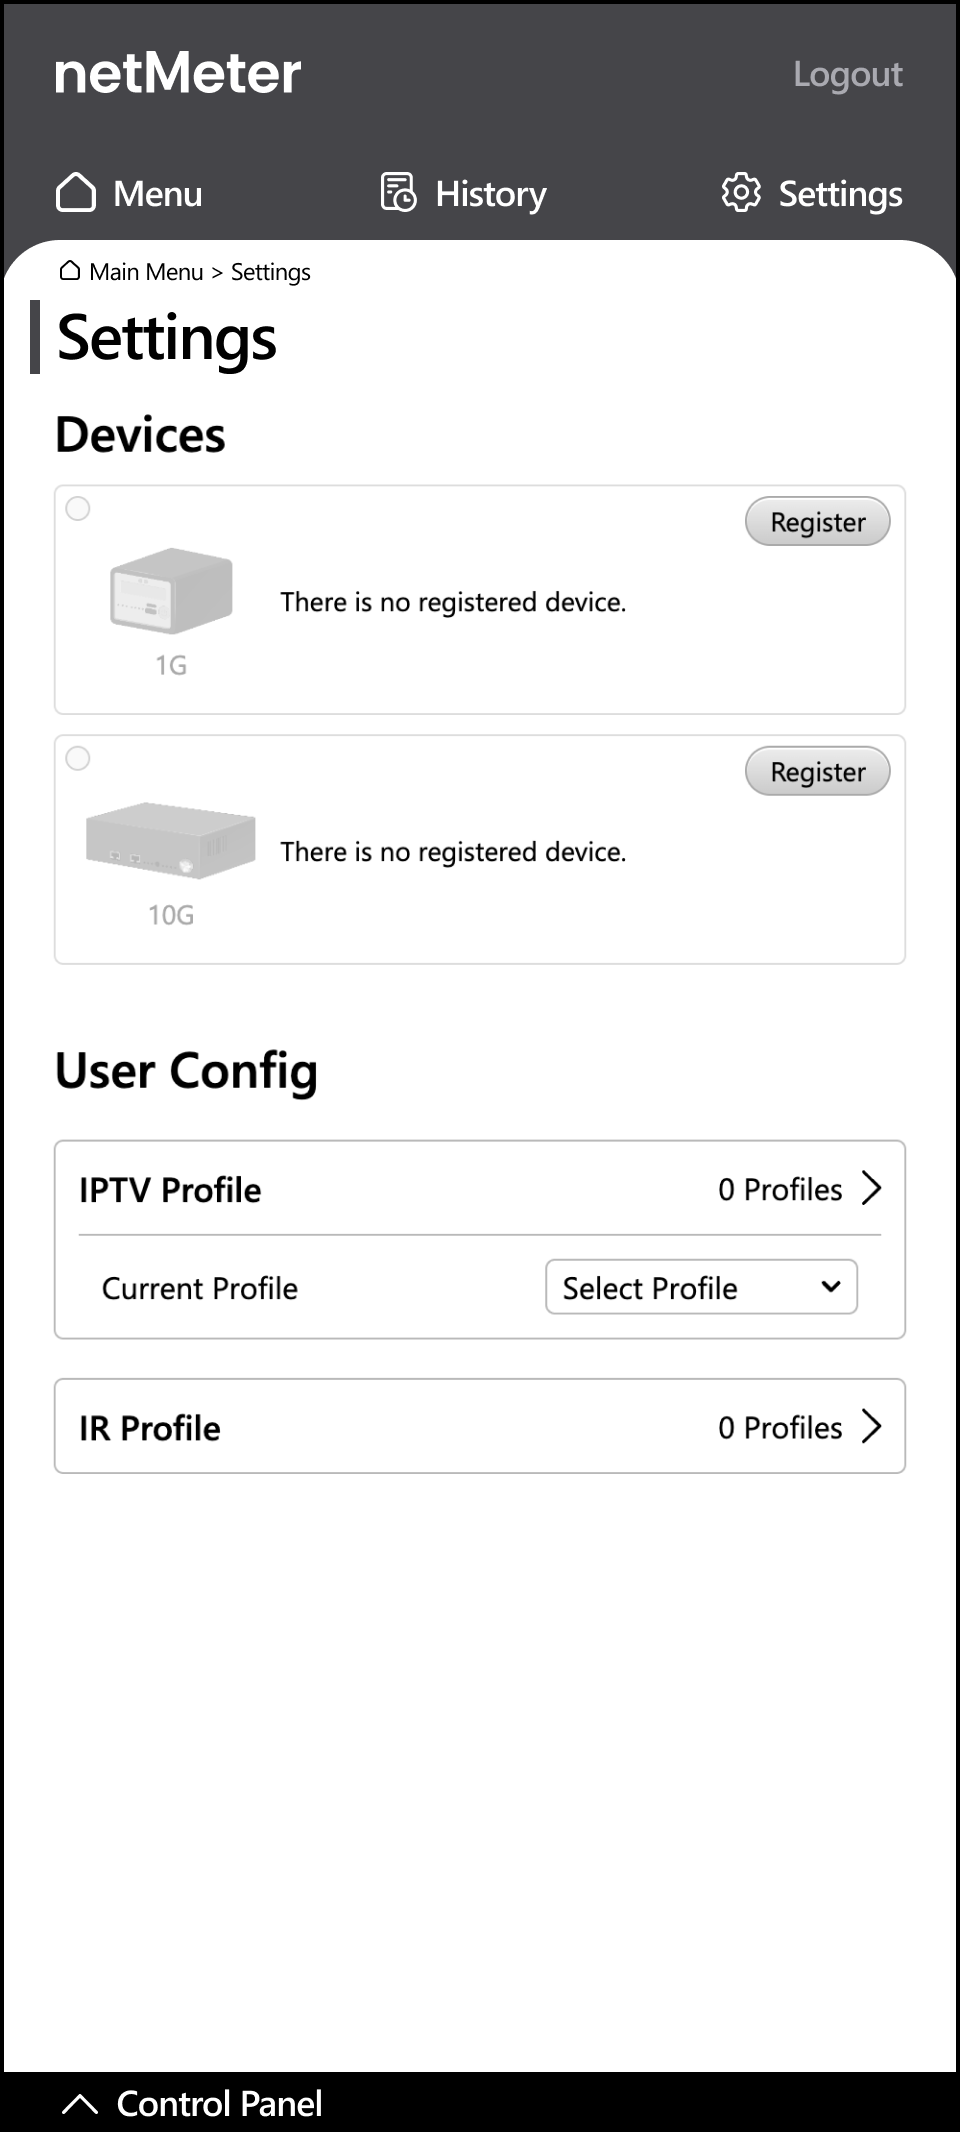 netMeter
Logout
Menu
History
Settings
Main Menu > Settings
Settings
Devices
Register
There is no registered device.
1G
Register
There is no registered device.
10G
User Config
IPTV Profile
0 Profiles
Current Profile
Select Profile
IR Profile
0 Profiles
Control Panel